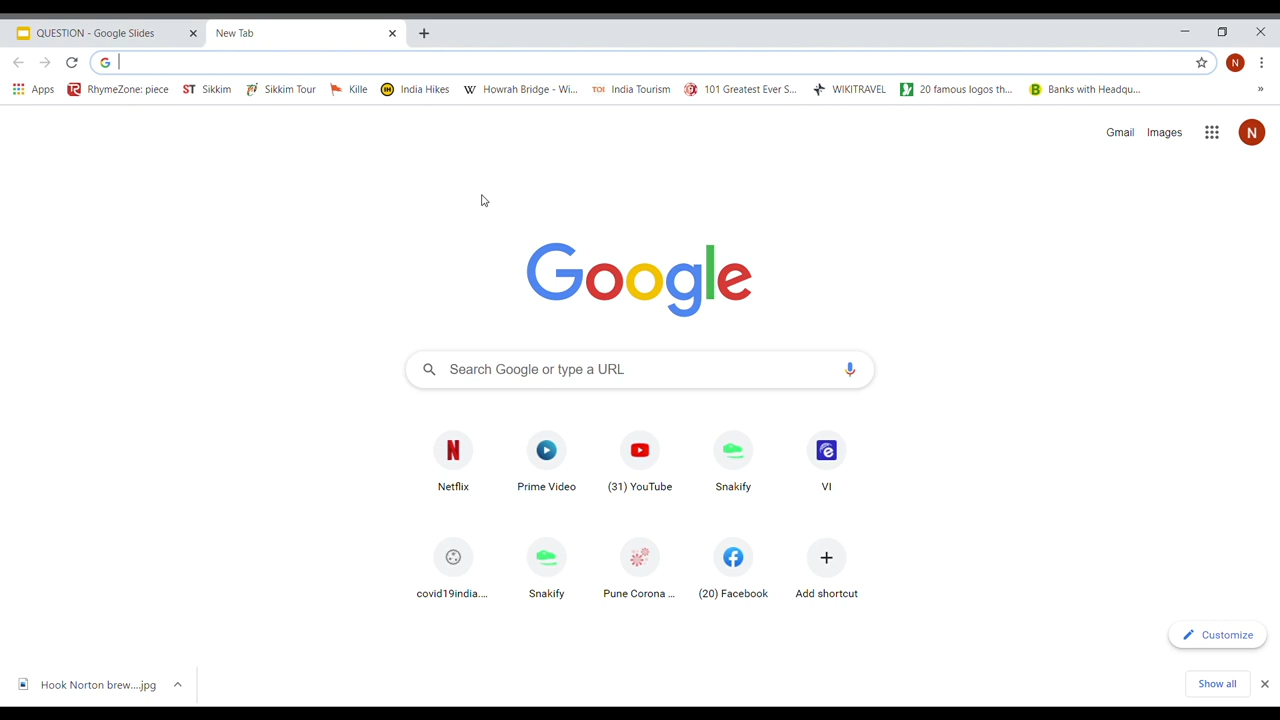 QUESTION - Google Slides
New Tab
Apps RhymeZone: piece ST Sikkim Sikkim Tour Kille IH India Hikes W Howrah Bridge - Wi... TOI India Tourism 101 Greatest Ever S... WIKITRAVEL 20 famous logos th... B Banks with Headqu... »
N
Gmail Images N
Google
Search Google or type a URL
Netflix Prime Video (31) YouTube Snakify VI
covid19india.... Snakify Pune Corona ... (20) Facebook Add shortcut
Customize
Hook Norton brew....jpg Show all